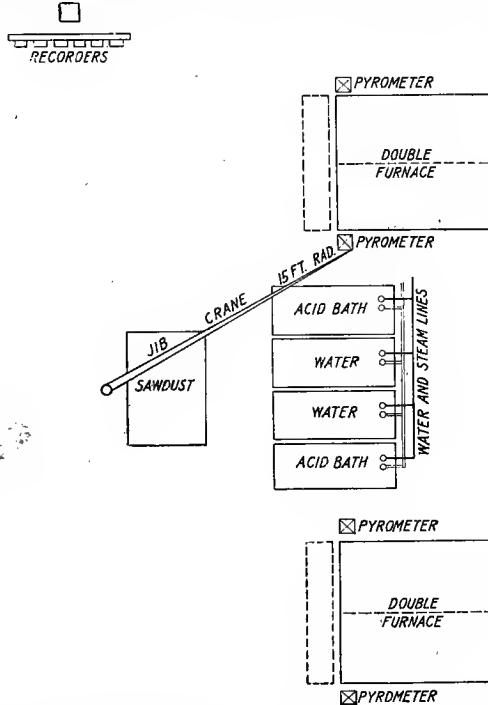 RECORDERS
PYROMETER
DOUBLE
FURNACE
PYROMETER
JIB CRANE 15 FT. RAD.
ACID BATH
WATER
SAWDUST
WATER
ACID BATH
WATER AND STEAM LINES
PYROMETER
DOUBLE
FURNACE
PYROMETER